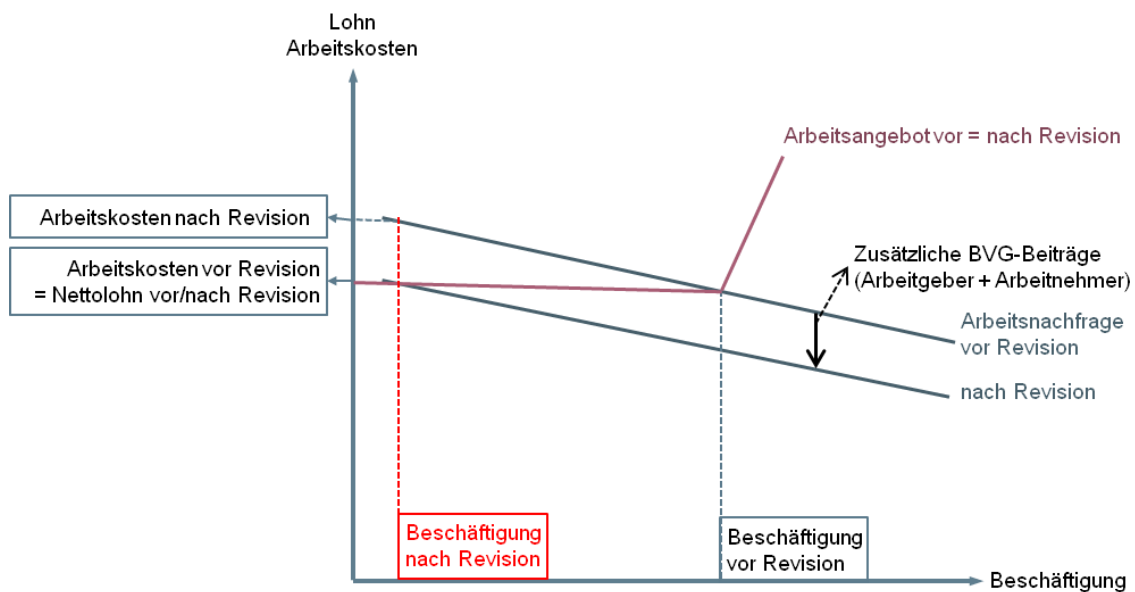 Lohn
Arbeitskosten
Arbeitsangebot vor = nach Revision
Arbeitskosten nach Revision
Arbeitskosten vor Revision
= Nettolohn vor/nach Revision
Zusätzliche BVG-Beiträge
(Arbeitgeber + Arbeitnehmer)
Arbeitsnachfrage
vor Revision
nach Revision
Beschäftigung
nach Revision
Beschäftigung
vor Revision
Beschäftigung